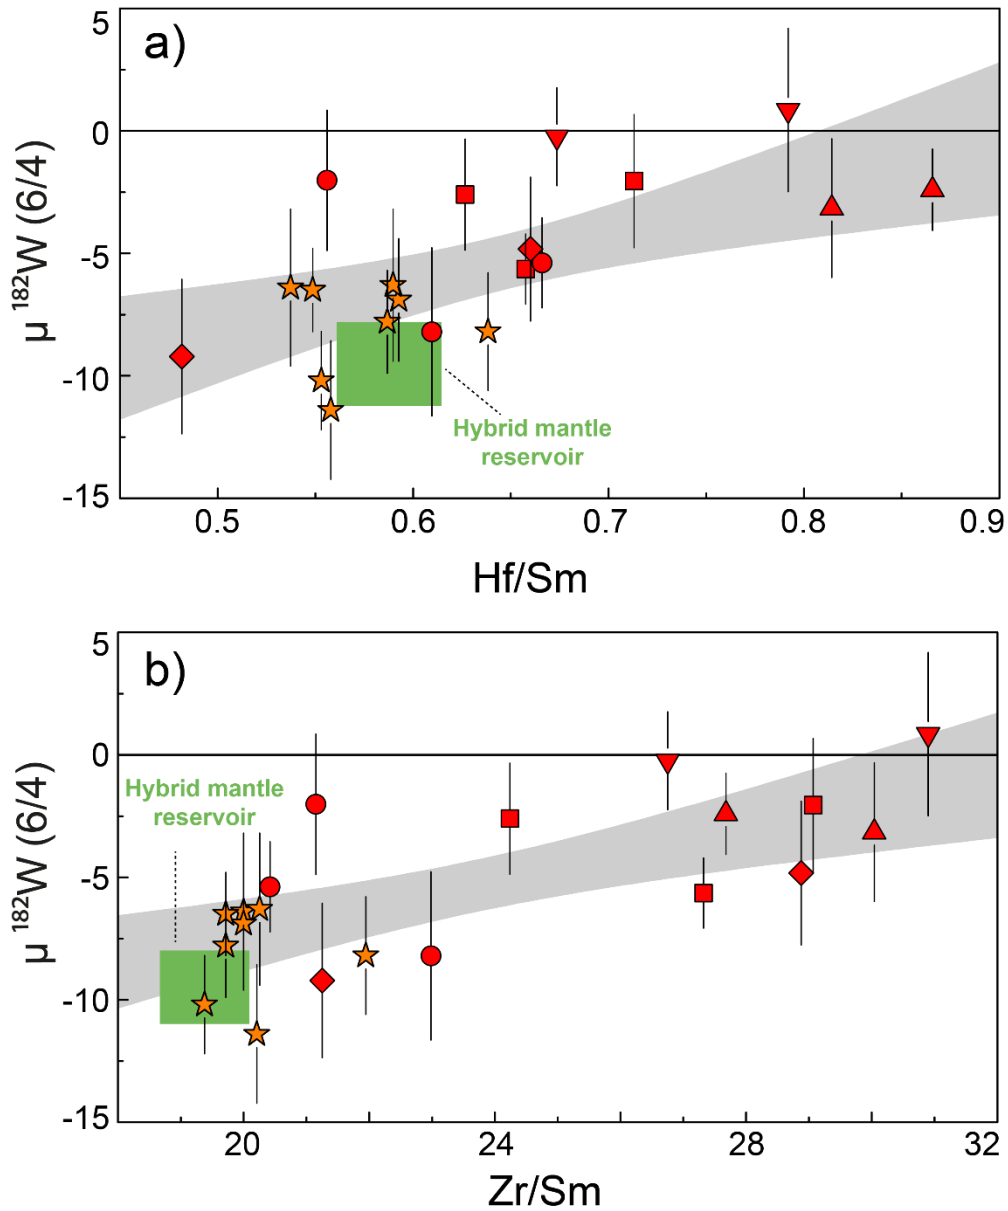 a)
5
0
-5
-10
-15
μ ¹⁸²W (6/4)
Hybrid mantle
reservoir
0.5 0.6 0.7 0.8 0.9
Hf/Sm
b)
5
0
-5
-10
-15
μ ¹⁸²W (6/4)
Hybrid mantle
reservoir
20 24 28 32
Zr/Sm